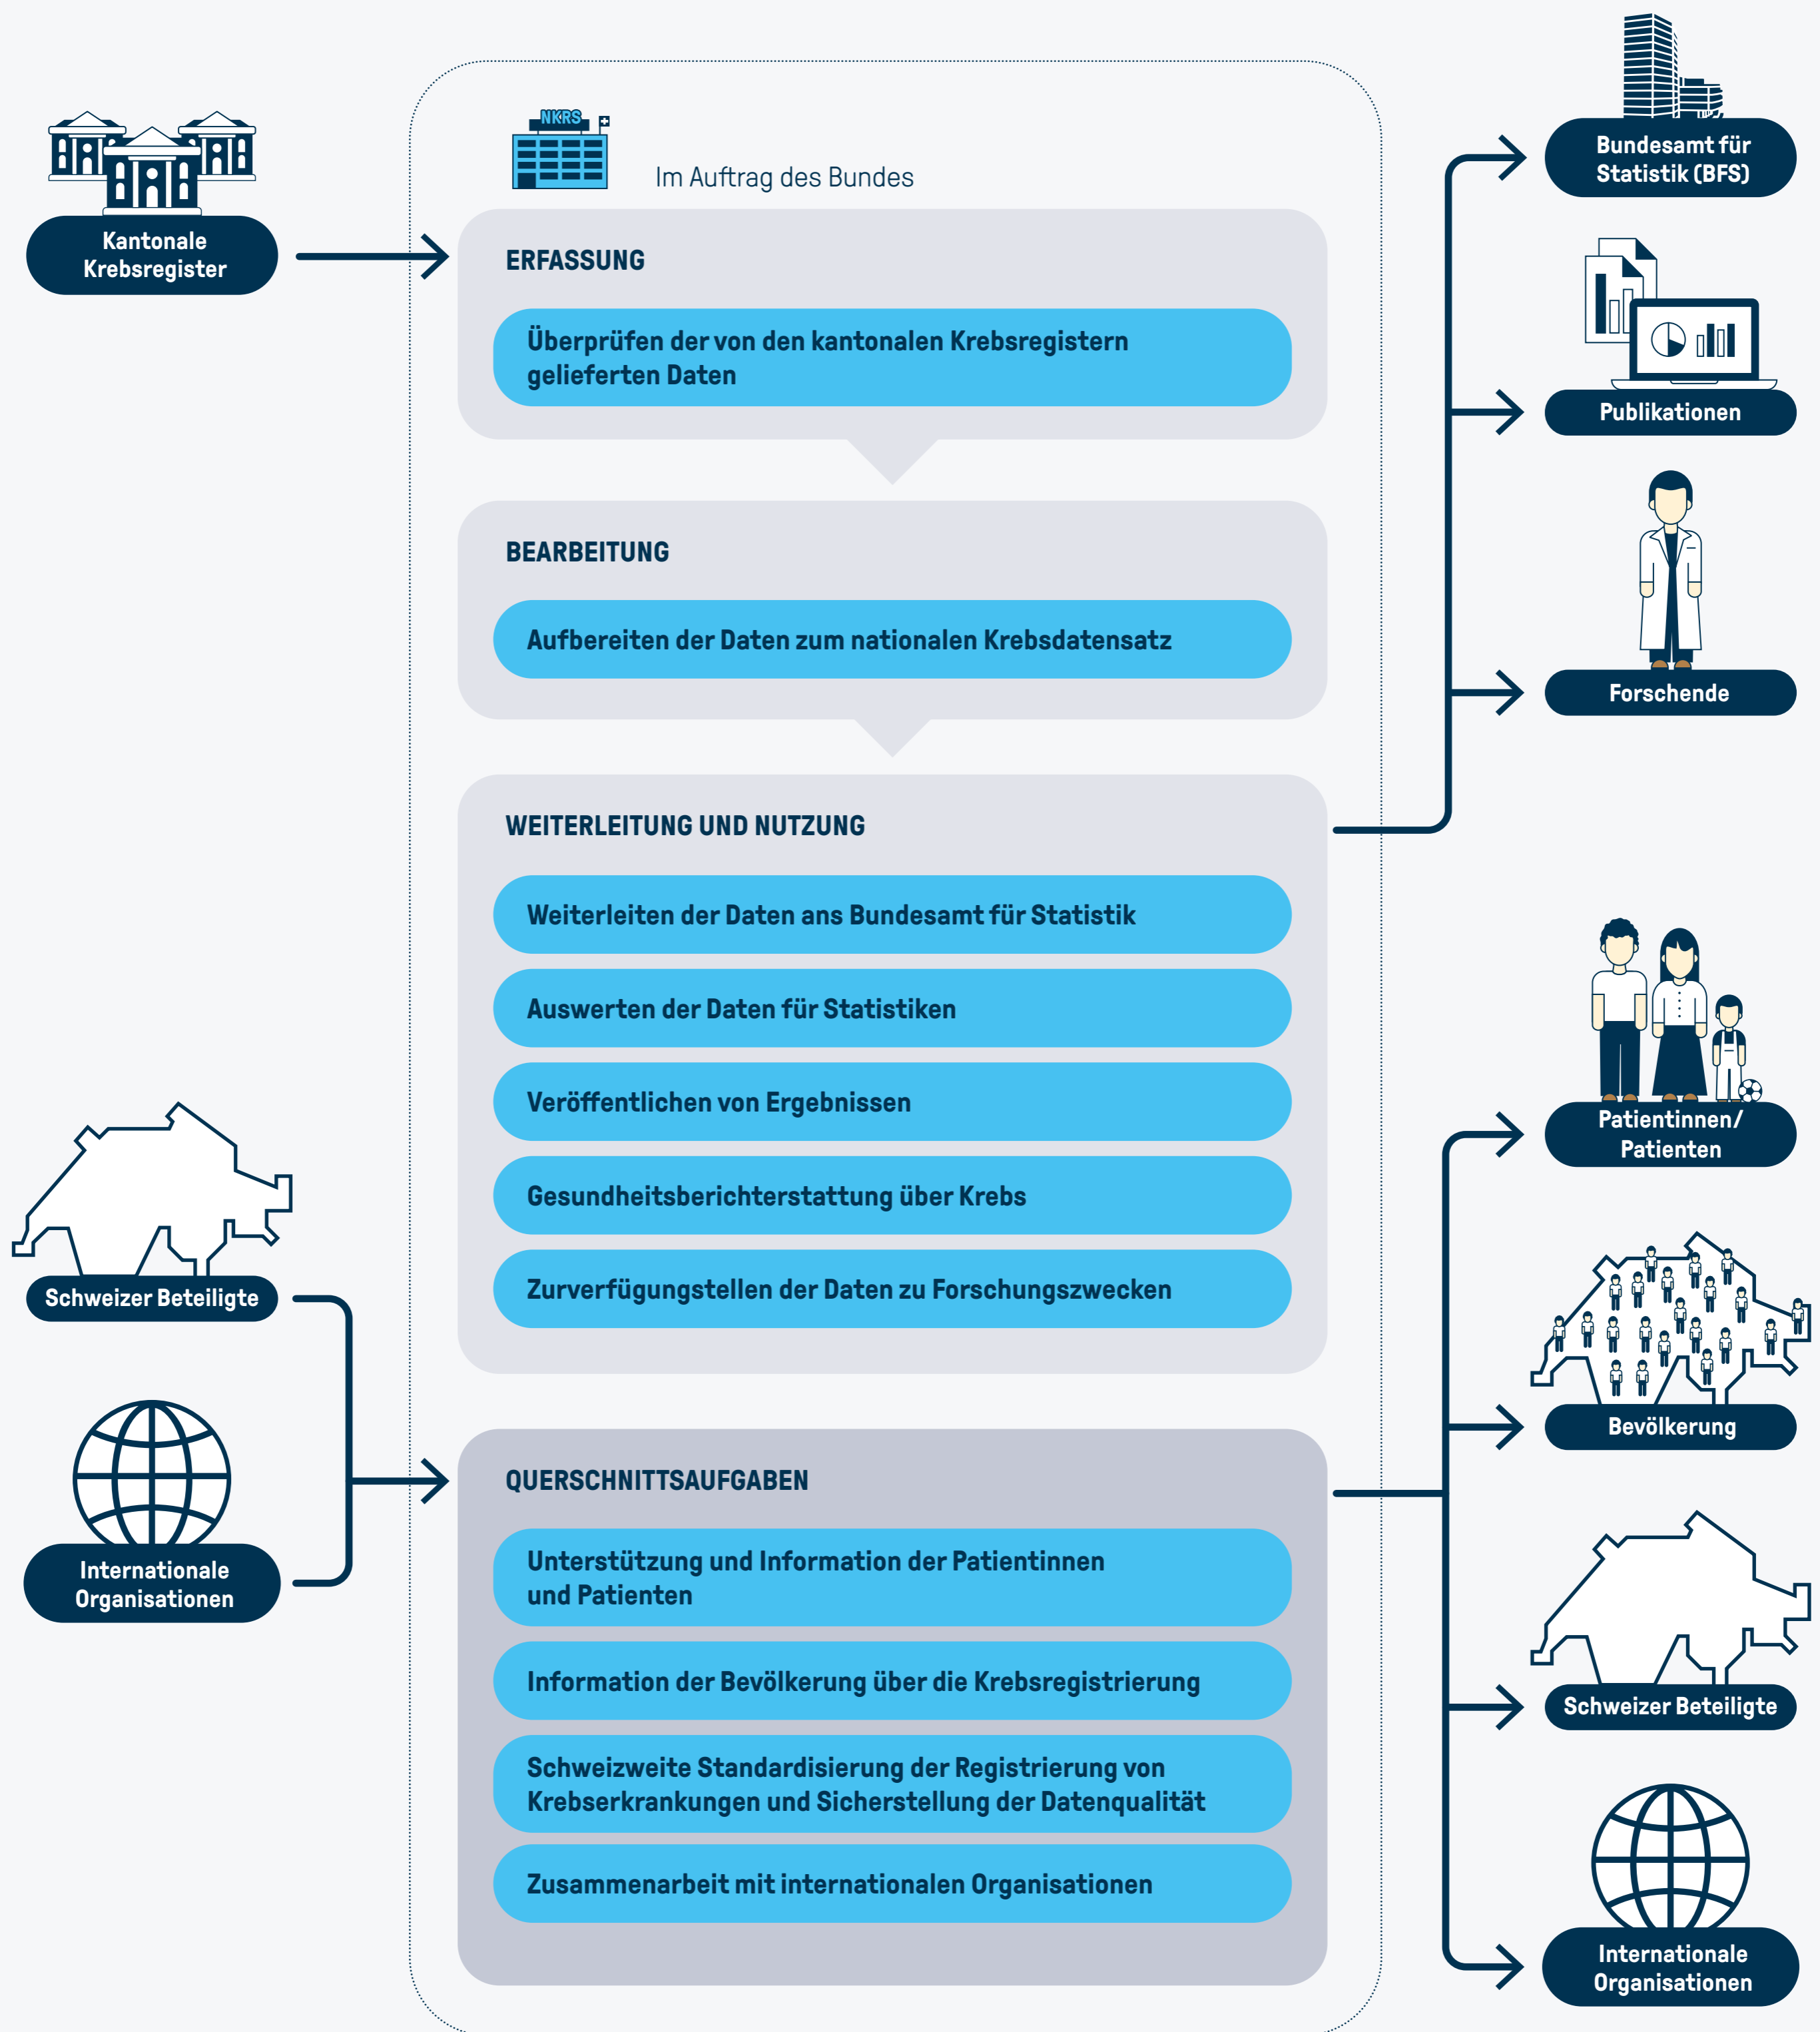 NKRS
Im Auftrag des Bundes
Kantonale
Krebsregister
ERFASSUNG
Überprüfen der von den kantonalen Krebsregistern
gelieferten Daten
BEARBEITUNG
Aufbereiten der Daten zum nationalen Krebsdatensatz
WEITERLEITUNG UND NUTZUNG
Weiterleiten der Daten ans Bundesamt für Statistik
Auswerten der Daten für Statistiken
Veröffentlichen von Ergebnissen
Gesundheitsberichterstattung über Krebs
Zurverfügungstellen der Daten zu Forschungszwecken
Bundesamt für
Statistik (BFS)
Publikationen
Forschende
Schweizer Beteiligte
Internationale
Organisationen
QUERSCHNITTSAUFGABEN
Unterstützung und Information der Patientinnen
und Patienten
Information der Bevölkerung über die Krebsregistrierung
Schweizweite Standardisierung der Registrierung von
Krebserkrankungen und Sicherstellung der Datenqualität
Zusammenarbeit mit internationalen Organisationen
Patientinnen/
Patienten
Bevölkerung
Schweizer Beteiligte
Internationale
Organisationen